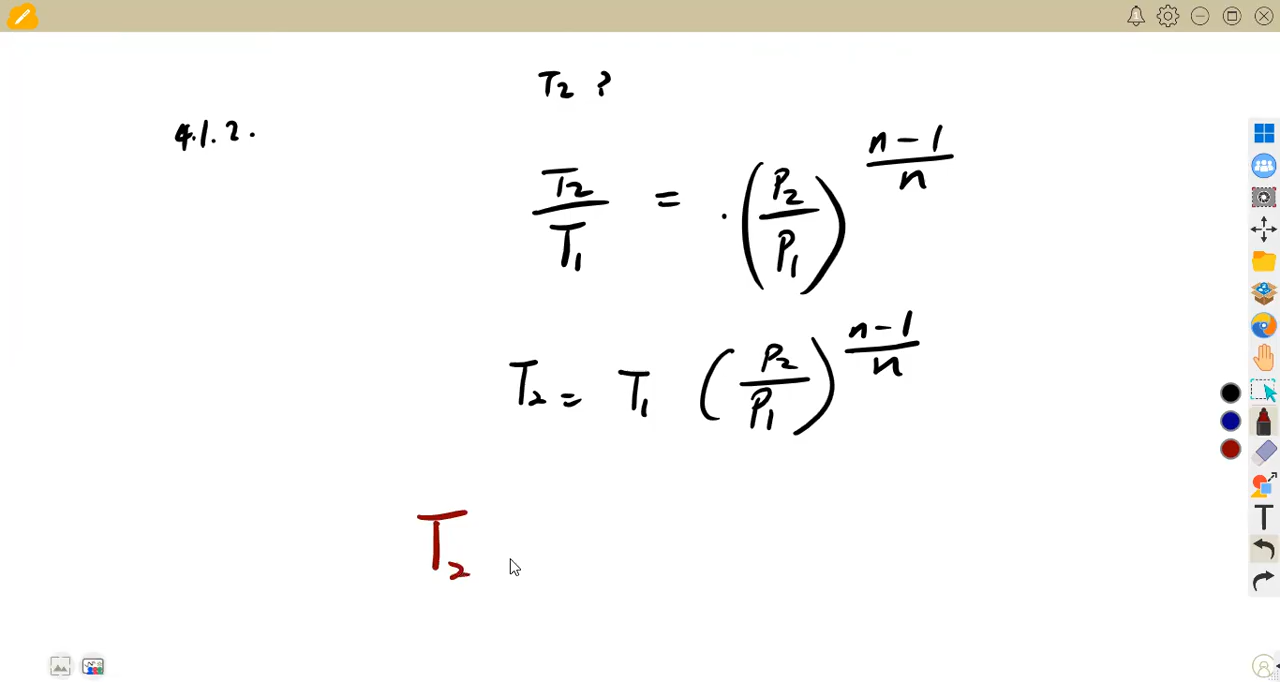 T₂ ?
4.1.2.
T₂/T₁ = .(P₂/P₁)^((n-1)/n)
T₂ = T₁ (P₂/P₁)^((n-1)/n)
T₂
T